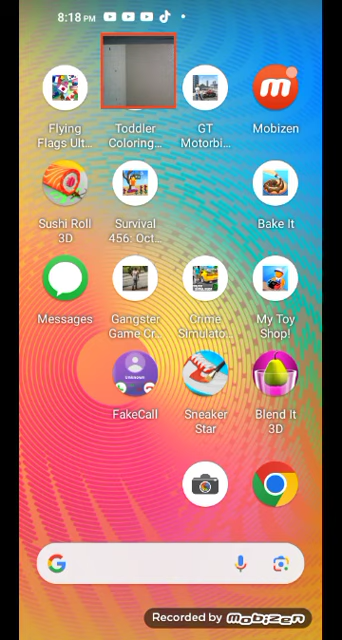 8:18 PM
Flying Toddler GT Mobizen
Flags Ult... Coloring... Motorbi...
Sushi Roll Survival Bake It
3D 456: Oct...
Messages Gangster Crime My Toy
Game Cr... Simulato... Shop!
FakeCall Sneaker Blend It
Star 3D
Recorded by mobizen